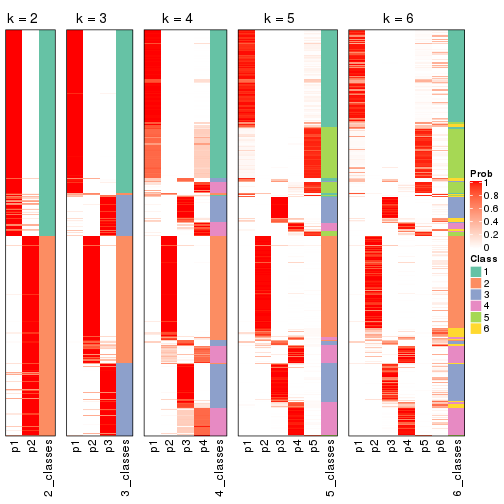 k = 2
k = 3
k = 4
k = 5
k = 6
p1
p2
2_classes
p1
p2
p3
3_classes
p1
p2
p3
p4
4_classes
p1
p2
p3
p4
p5
5_classes
p1
p2
p3
p4
p5
p6
6_classes
Prob
1
0.8
0.6
0.4
0.2
0
Class
1
2
3
4
5
6